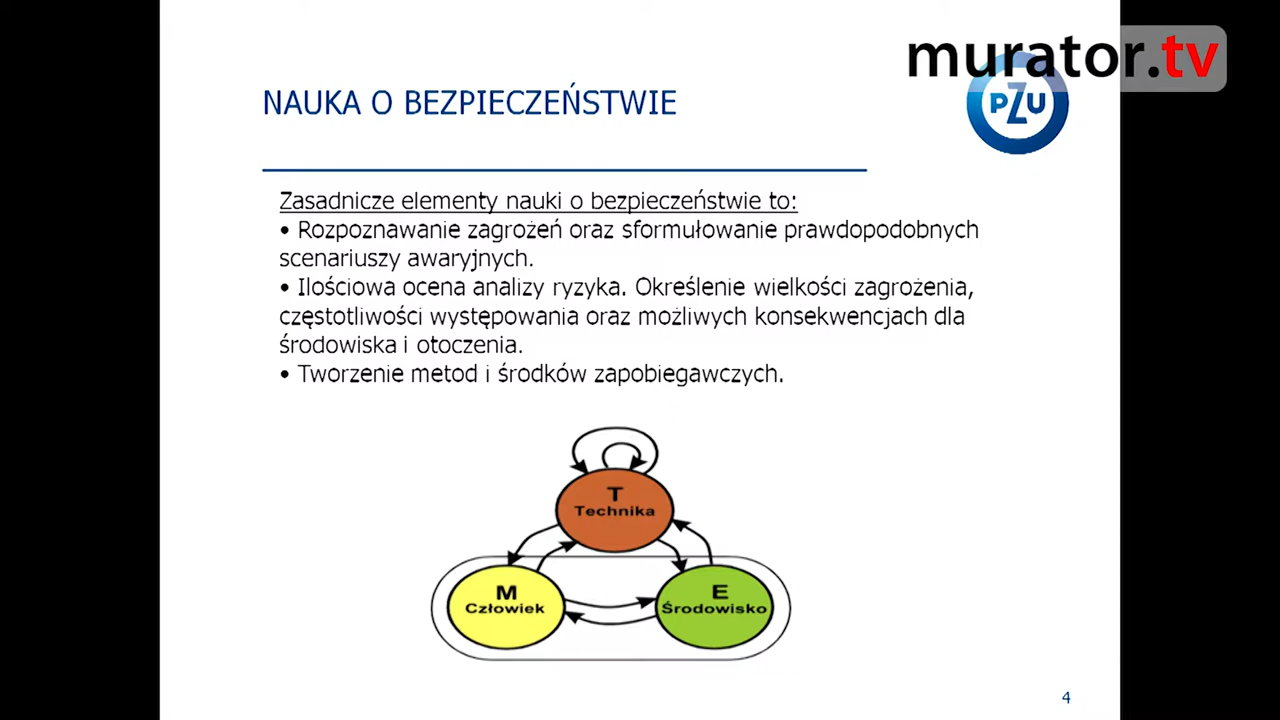 murator.tv
PZU
NAUKA O BEZPIECZEŃSTWIE
Zasadnicze elementy nauki o bezpieczeństwie to:
• Rozpoznawanie zagrożeń oraz sformułowanie prawdopodobnych
scenariuszy awaryjnych.
• Ilościowa ocena analizy ryzyka. Określenie wielkości zagrożenia,
częstotliwości występowania oraz możliwych konsekwencjach dla
środowiska i otoczenia.
• Tworzenie metod i środków zapobiegawczych.
T
Technika
M
Człowiek
E
Środowisko
4